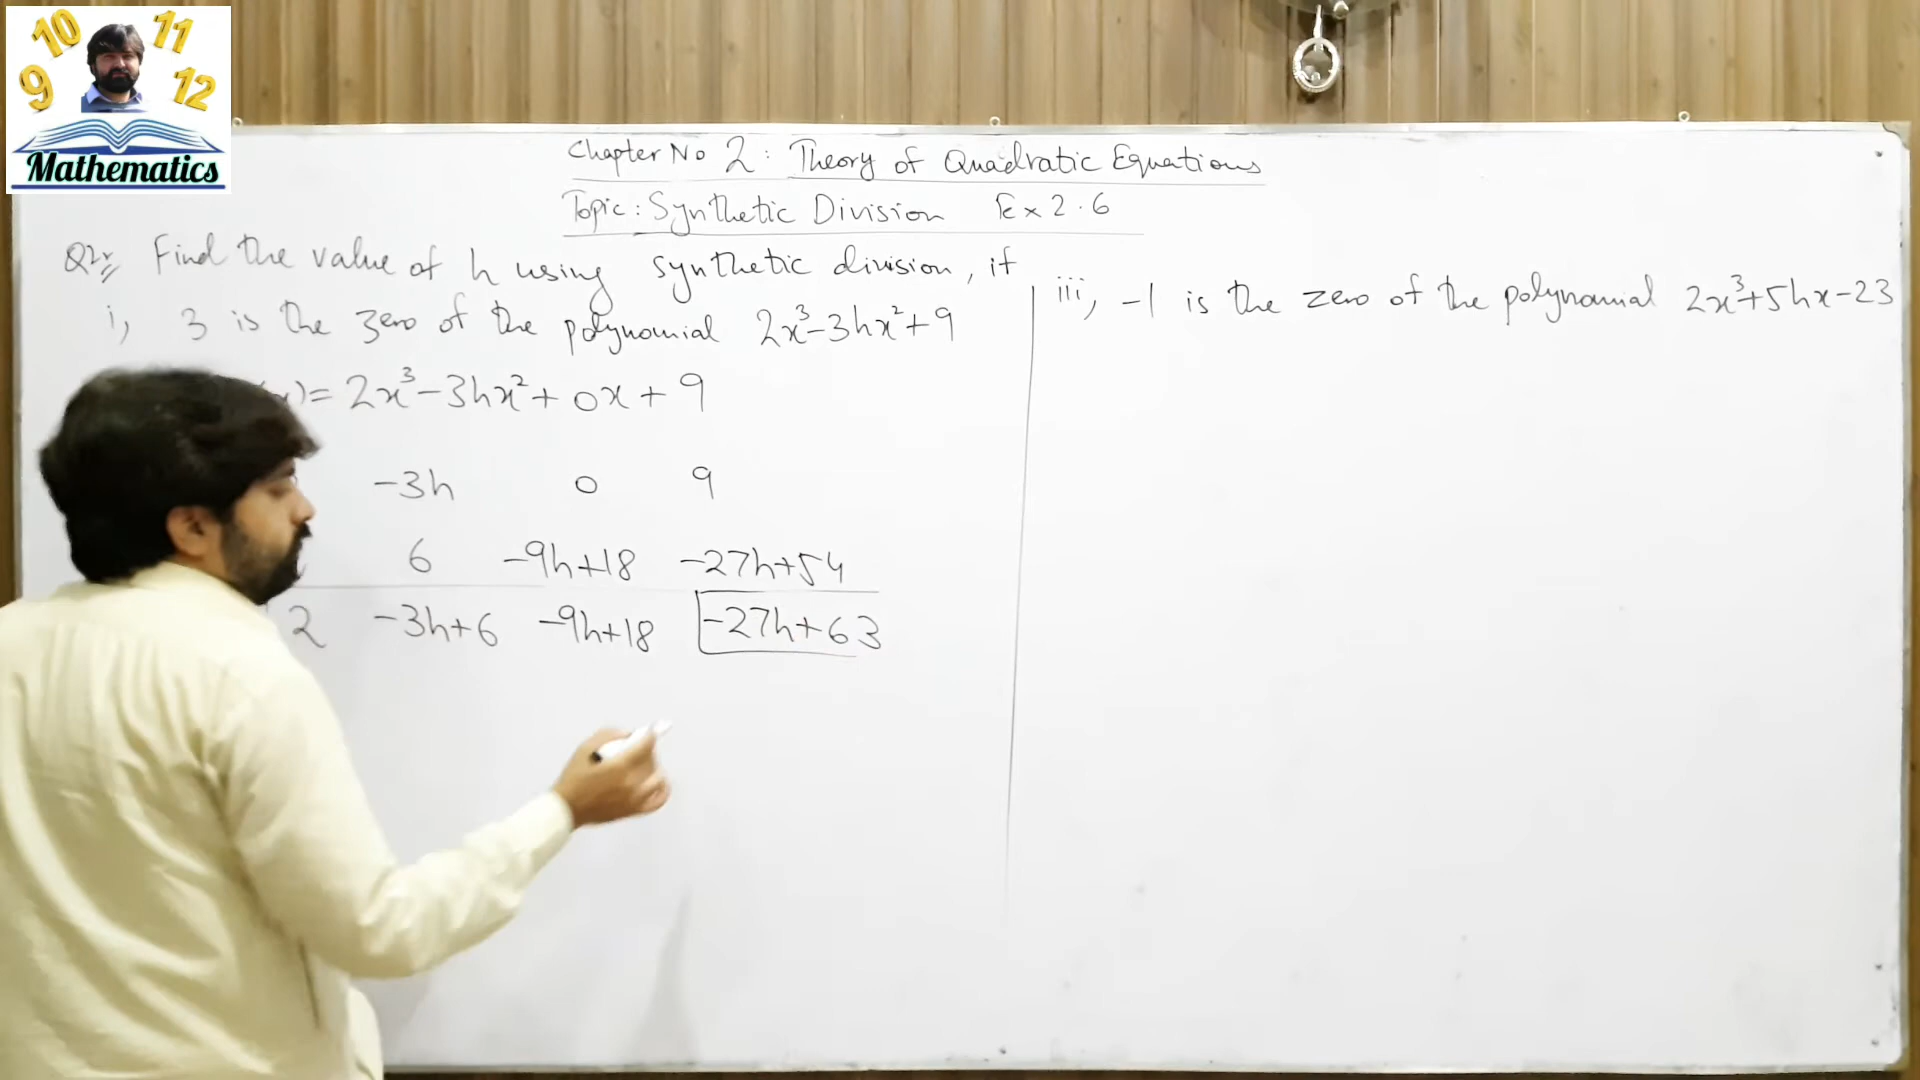 10 11
9 12
Mathematics
Chapter No 2: Theory of Quadratic Equations
Topic: Synthetic Division Ex 2.6
Q2, Find the value of h using synthetic division, if
i, 3 is the zero of the polynomial 2x³-3hx²+9
x)= 2x³-3hx²+0x+9
-3h 0 9
6 -9h+18 -27h+54
2 -3h+6 -9h+18 -27h+63
iii, -1 is the zero of the polynomial 2x³+5hx-23